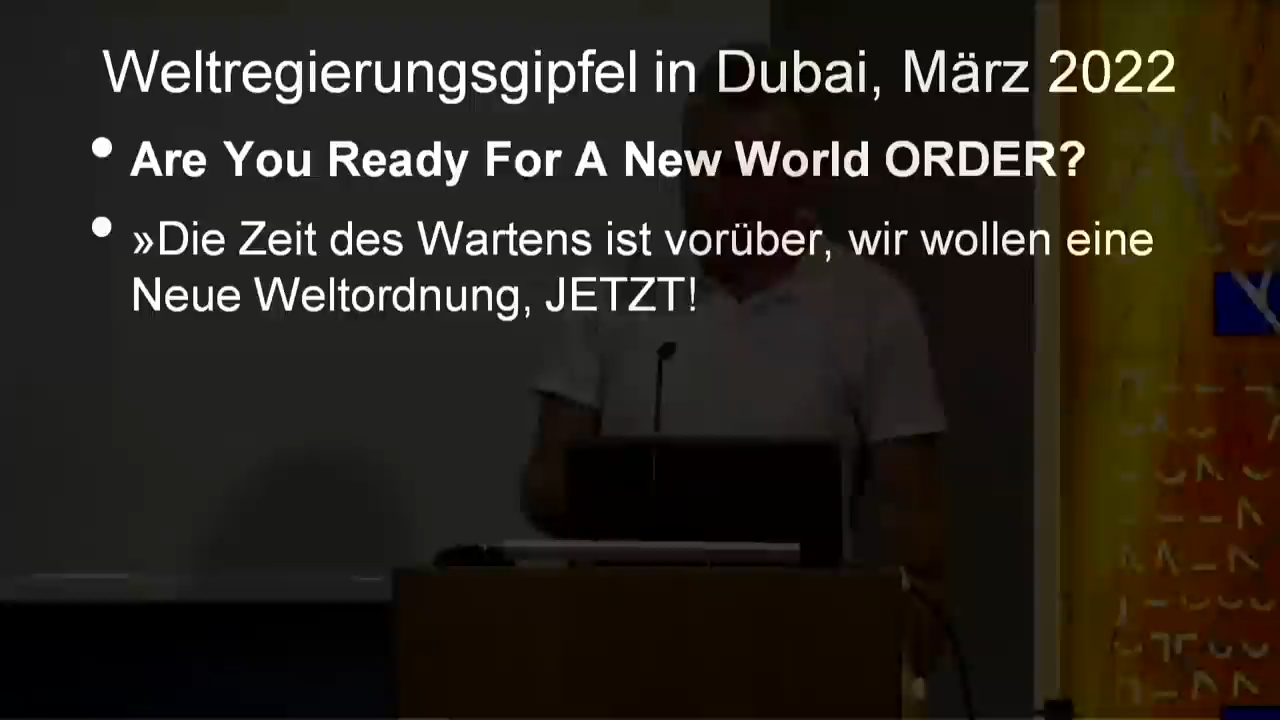 Weltregierungsgipfel in Dubai, März 2022
• Are You Ready For A New World ORDER?
• »Die Zeit des Wartens ist vorüber, wir wollen eine
Neue Weltordnung, JETZT!